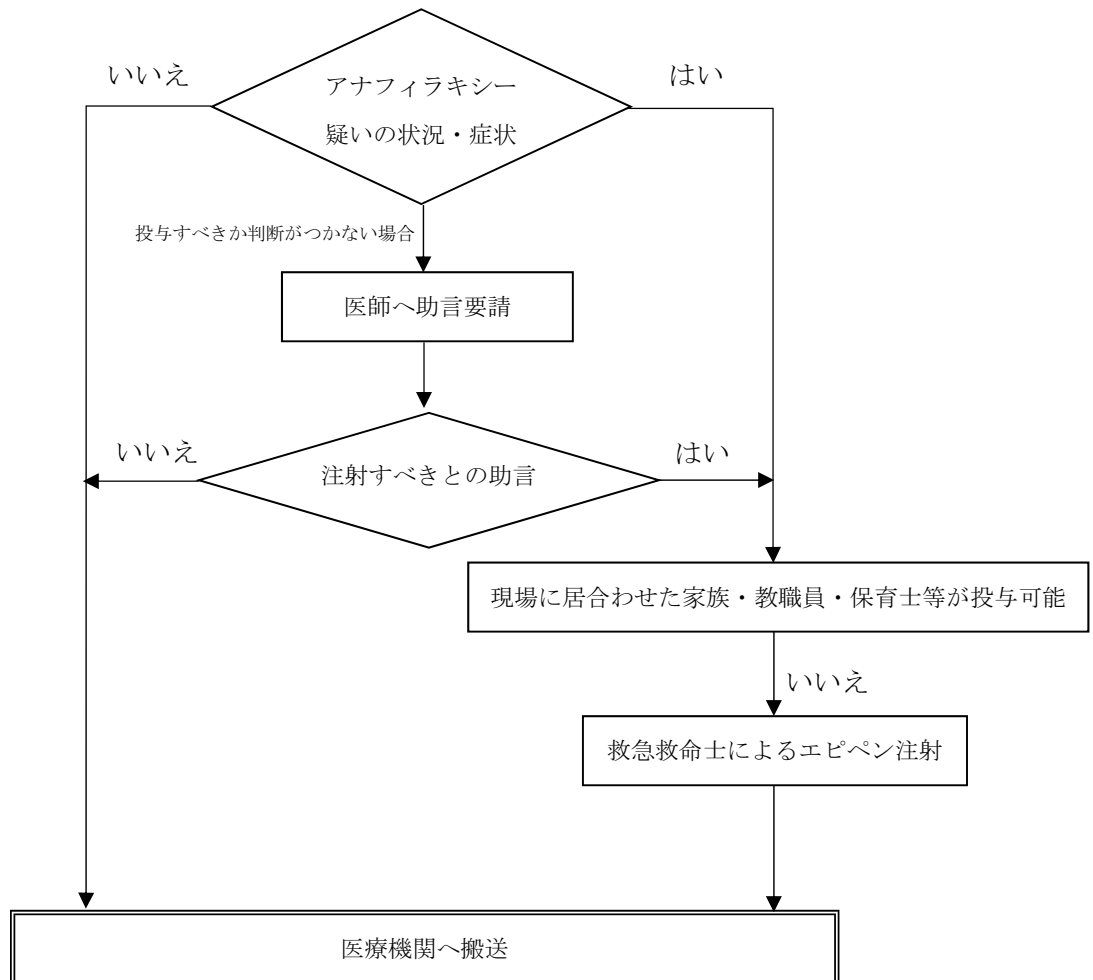 いいえ
アナフィラキシー
疑いの状況・症状
はい
投与すべきか判断がつかない場合
医師へ助言要請
いいえ
注射すべきとの助言
はい
現場に居合わせた家族・教職員・保育士等が投与可能
いいえ
救急救命士によるエピペン注射
医療機関へ搬送